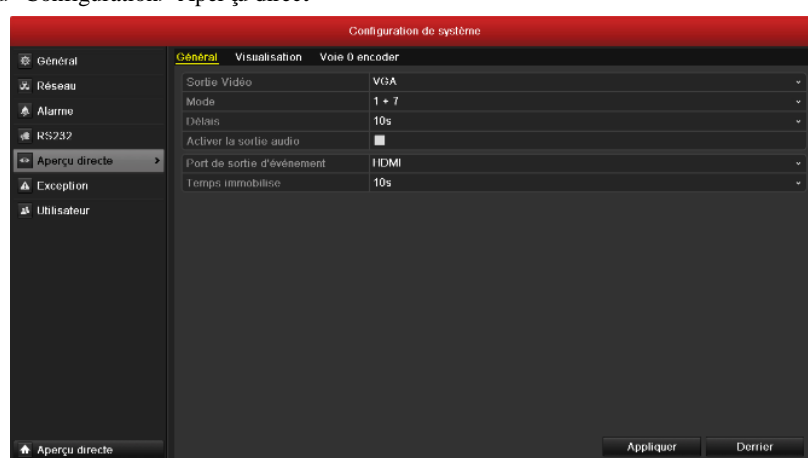 Configuration de système
Général
Réseau
Alarme
RS232
Aperçu directe
Exception
Utilisateur
Aperçu directe
Général Visualisation Voie 0 encoder
Sortie Vidéo VGA
Mode 1 + 7
Délais 10s
Activer la sortie audio
Port de sortie d'événement HDMI
Temps immobilise 10s
Appliquer Derrier